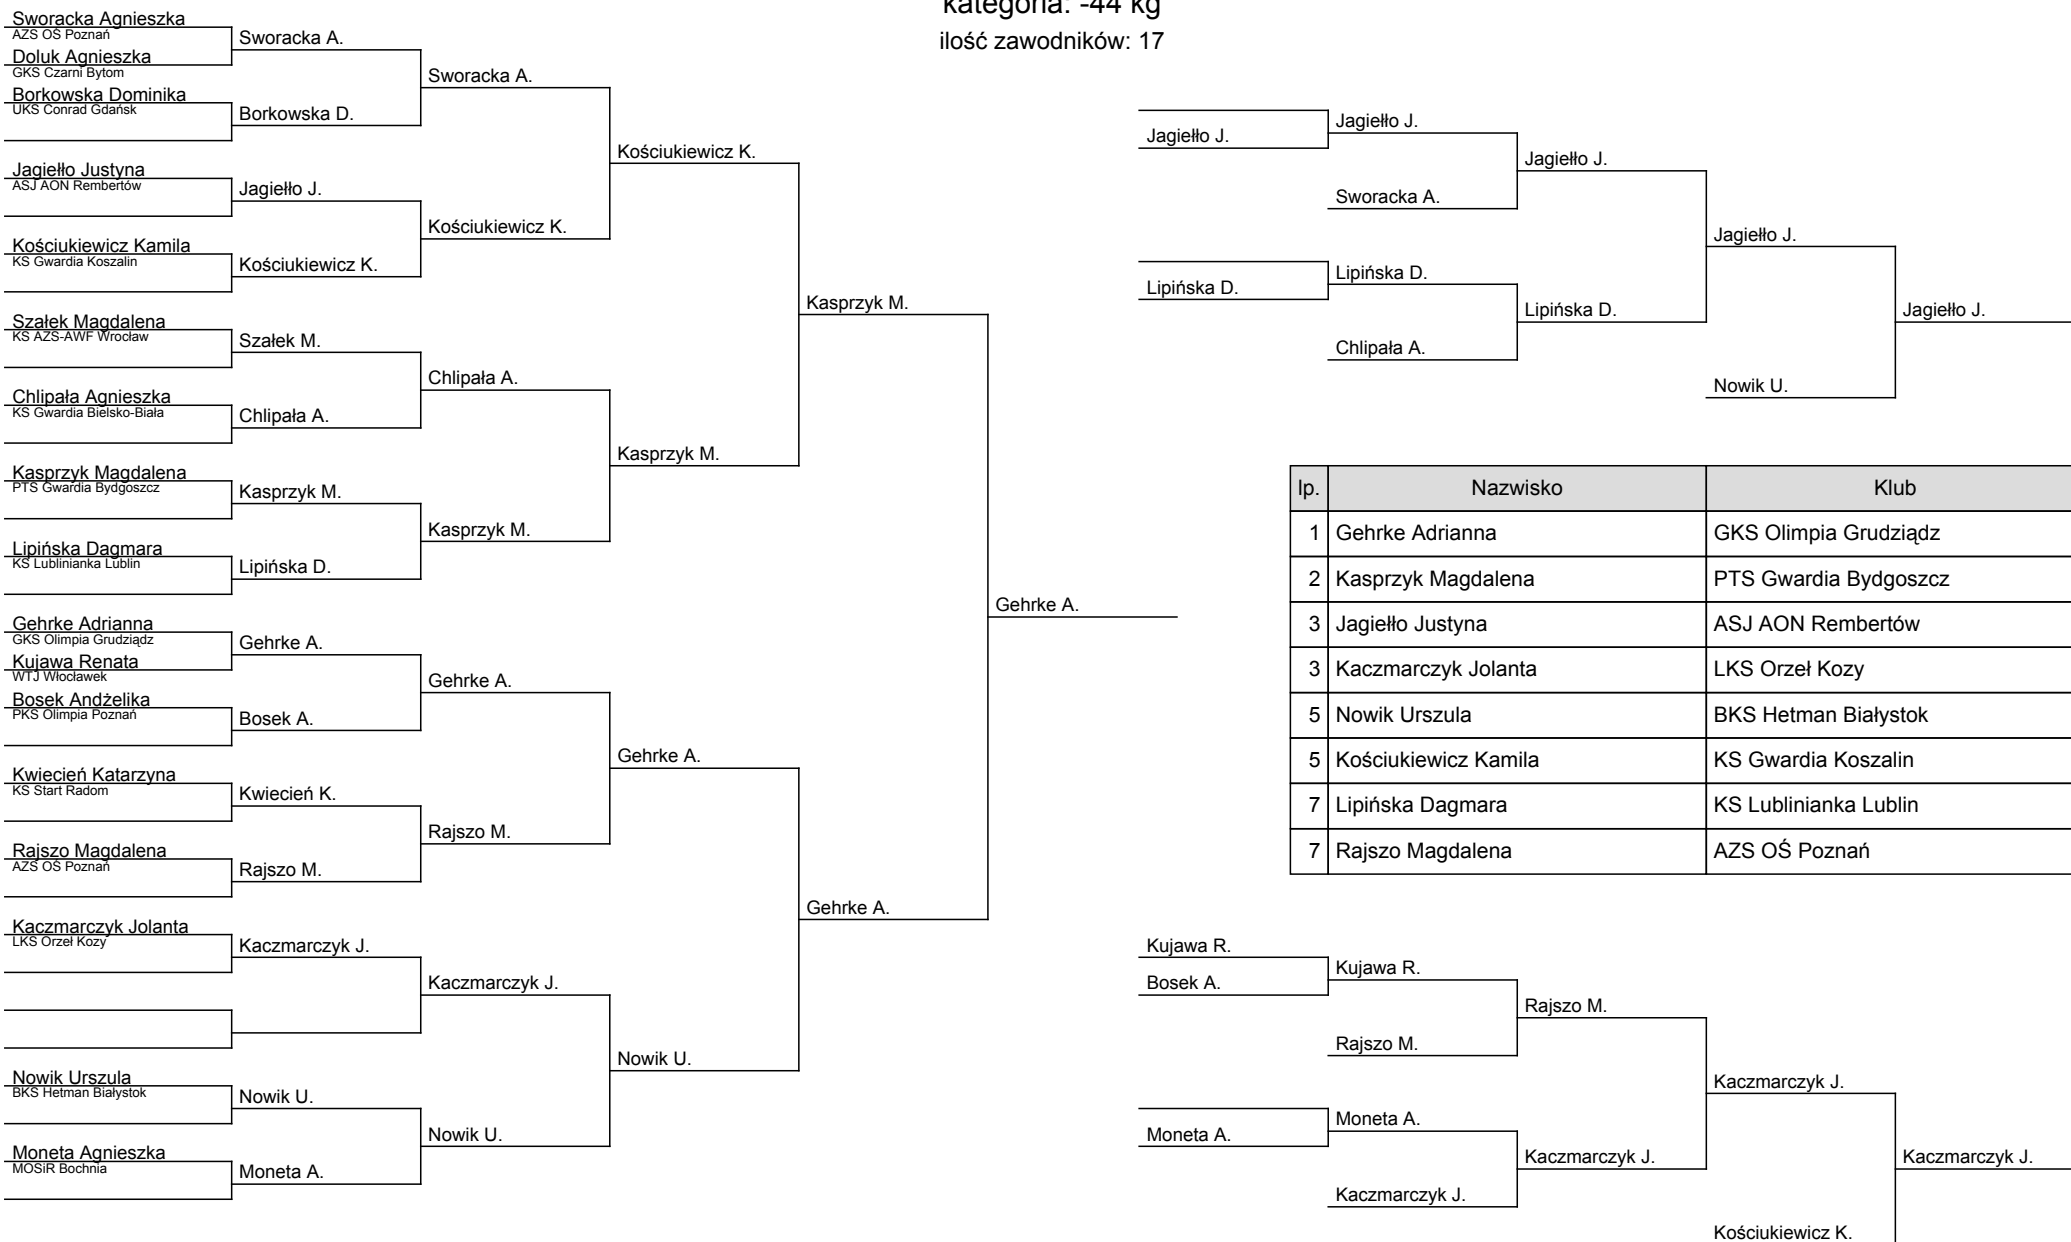 kategoria: -44 kg
ilość zawodników: 17
Sworacka Agnieszka
AZS OŚ Poznań
Doluk Agnieszka
GKS Czarni Bytom
Borkowska Dominika
UKS Conrad Gdańsk
Jagiełło Justyna
ASJ AON Rembertów
Kościukiewicz Kamila
KS Gwardia Koszalin
Szałek Magdalena
KS AZS-AWF Wrocław
Chlipała Agnieszka
KS Gwardia Bielsko-Biała
Kasprzyk Magdalena
PTS Gwardia Bydgoszcz
Lipińska Dagmara
KS Lublinianka Lublin
Gehrke Adrianna
GKS Olimpia Grudziądz
Kujawa Renata
WTJ Włocławek
Bosek Andżelika
PKS Olimpia Poznań
Kwiecień Katarzyna
KS Start Radom
Rajszo Magdalena
AZS OŚ Poznań
Kaczmarczyk Jolanta
LKS Orzeł Kozy
Nowik Urszula
BKS Hetman Białystok
Moneta Agnieszka
MOSiR Bochnia
Sworacka A.
Borkowska D.
Jagiełło J.
Kościukiewicz K.
Szałek M.
Chlipała A.
Kasprzyk M.
Lipińska D.
Gehrke A.
Bosek A.
Kwiecień K.
Rajszo M.
Kaczmarczyk J.
Nowik U.
Moneta A.
Sworacka A.
Kościukiewicz K.
Chlipała A.
Kasprzyk M.
Gehrke A.
Rajszo M.
Kaczmarczyk J.
Nowik U.
Kościukiewicz K.
Kasprzyk M.
Gehrke A.
Nowik U.
Kasprzyk M.
Gehrke A.
Gehrke A.
Jagiełło J.
Lipińska D.
Jagiełło J.
Sworacka A.
Lipińska D.
Chlipała A.
Jagiełło J.
Lipińska D.
Jagiełło J.
Nowik U.
Jagiełło J.
lp. Nazwisko Klub
1 Gehrke Adrianna GKS Olimpia Grudziądz
2 Kasprzyk Magdalena PTS Gwardia Bydgoszcz
3 Jagiełło Justyna ASJ AON Rembertów
3 Kaczmarczyk Jolanta LKS Orzeł Kozy
5 Nowik Urszula BKS Hetman Białystok
5 Kościukiewicz Kamila KS Gwardia Koszalin
7 Lipińska Dagmara KS Lublinianka Lublin
7 Rajszo Magdalena AZS OŚ Poznań
Kujawa R.
Bosek A.
Moneta A.
Kujawa R.
Rajszo M.
Moneta A.
Kaczmarczyk J.
Rajszo M.
Kaczmarczyk J.
Kaczmarczyk J.
Kościukiewicz K.
Kaczmarczyk J.